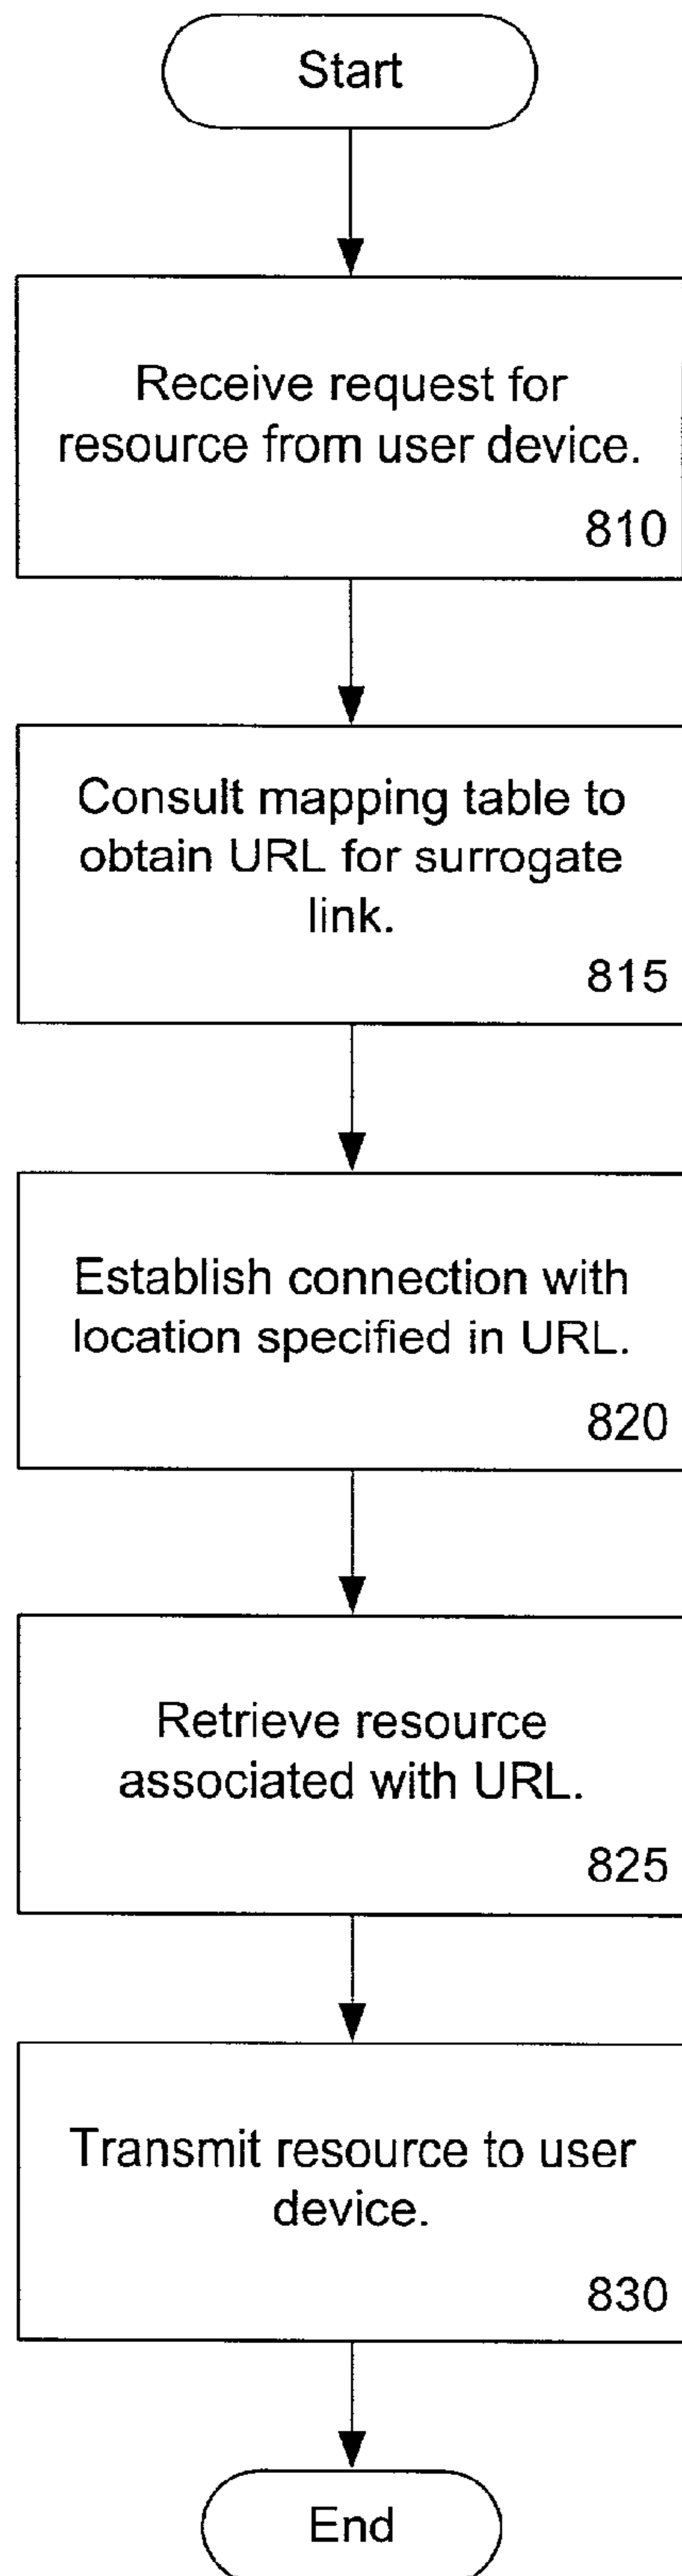 Start
Receive request for
resource from user device.
810
Consult mapping table to
obtain URL for surrogate
link.
815
Establish connection with
location specified in URL.
820
Retrieve resource
associated with URL.
825
Transmit resource to user
device.
830
End